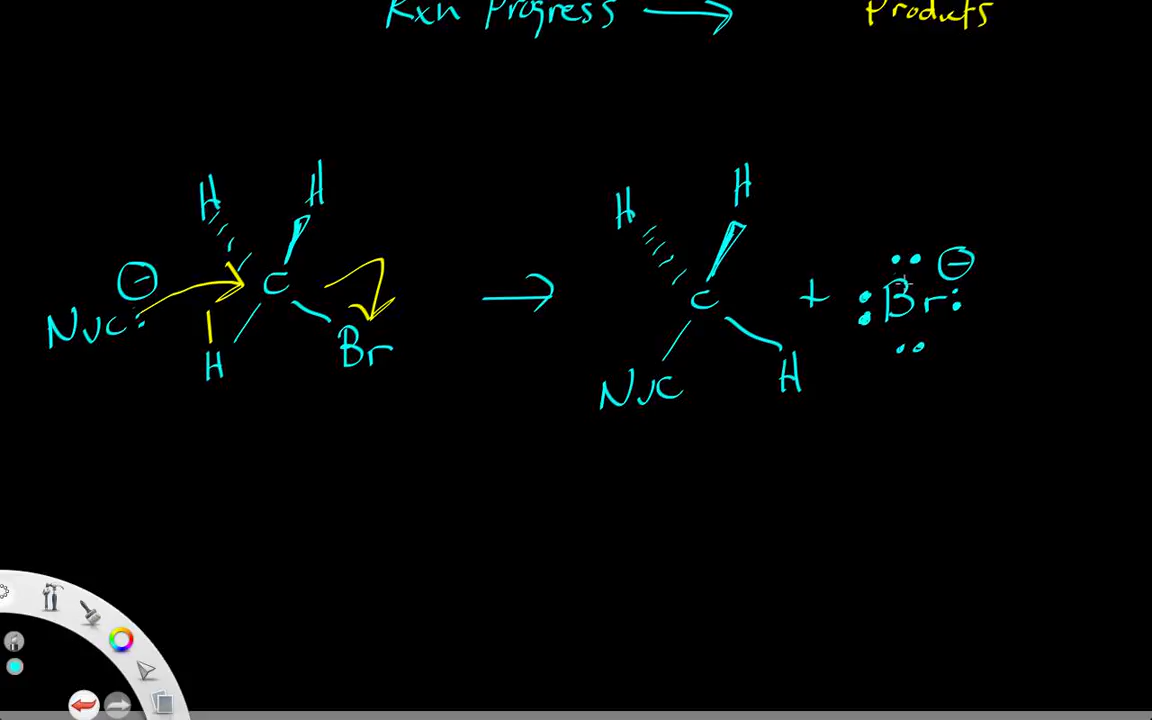 Rxn Progress → Products
H H H H
Nuc: ⊖ C → C + :Br: ⊖
H Br Nuc H